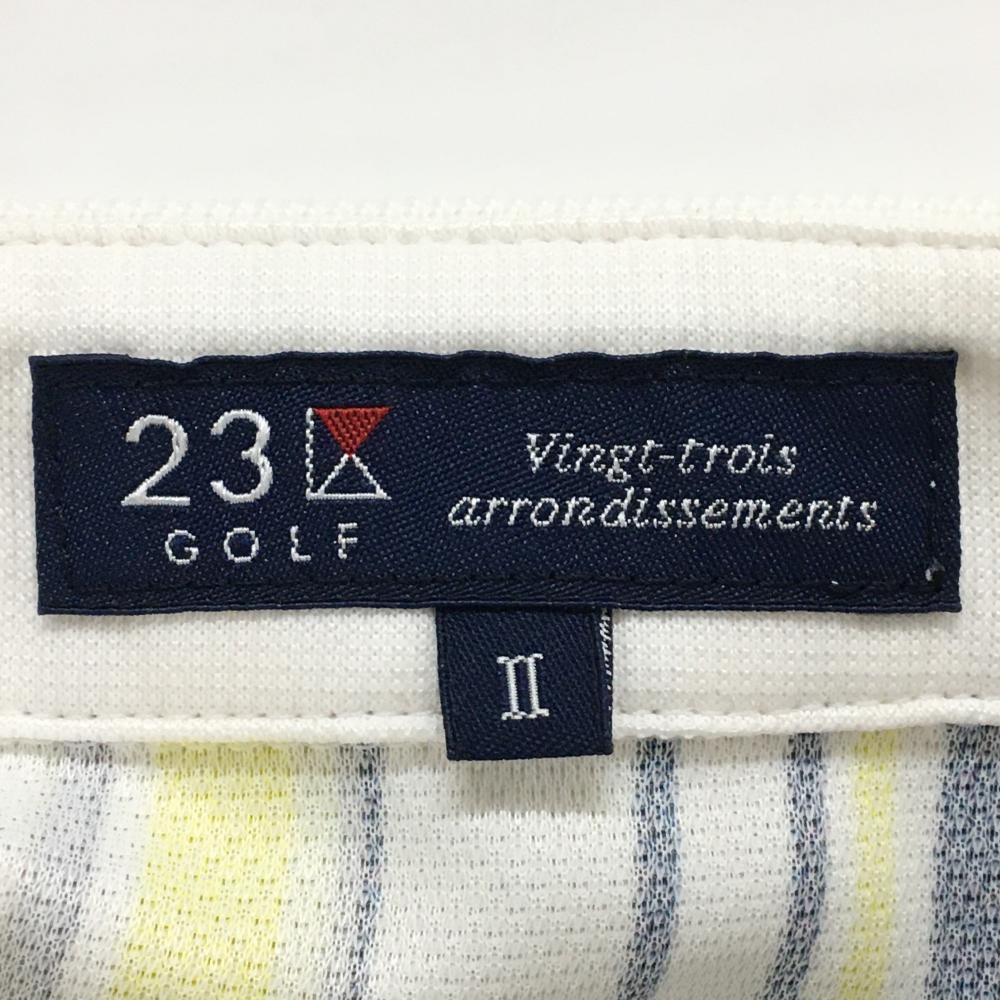 23
GOLF
Vingt-trois
arrondissements
II